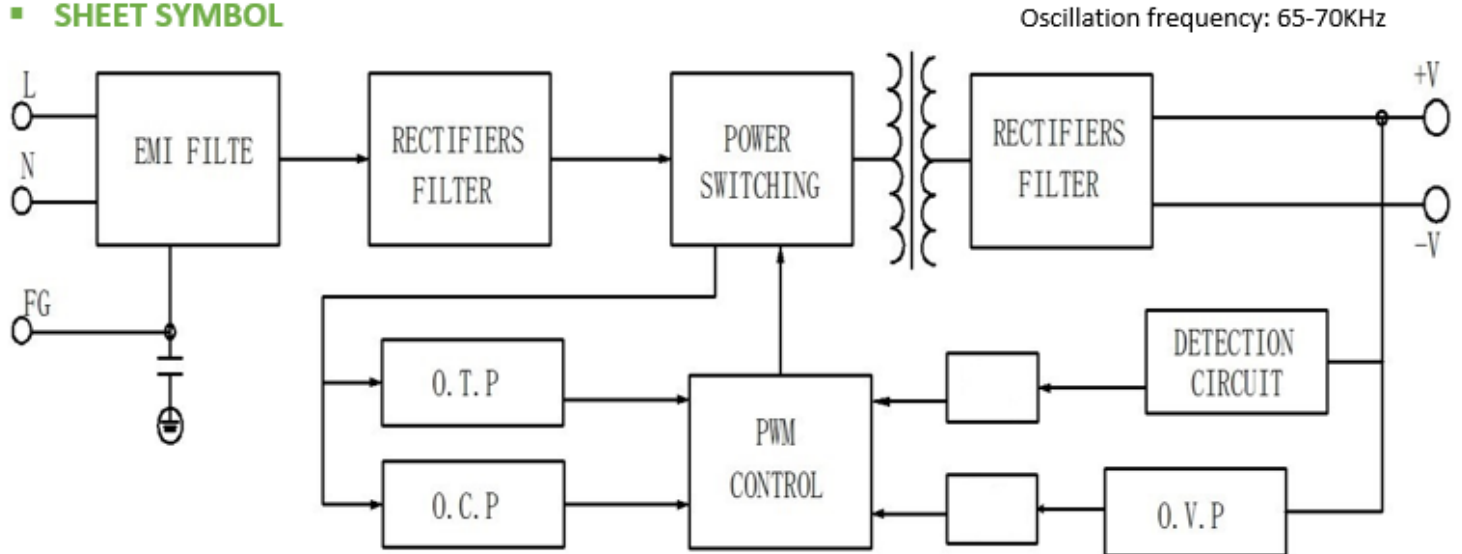 SHEET SYMBOL
Oscillation frequency: 65-70KHz
L
N
FG
EMI FILTE
RECTIFIERS
FILTER
POWER
SWITCHING
RECTIFIERS
FILTER
+V
-V
O.T.P
O.C.P
PWM
CONTROL
DETECTION
CIRCUIT
O.V.P